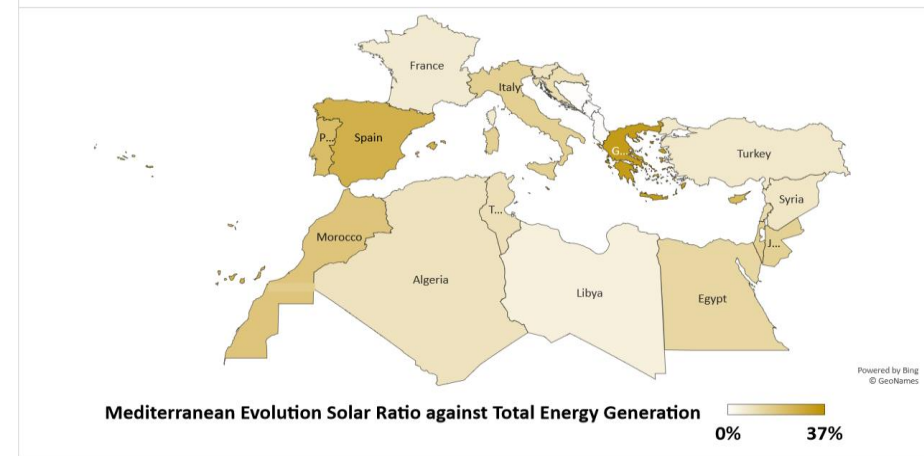 France
Italy
P...
Spain
G...
Turkey
Syria
T...
J...
Morocco
Algeria
Libya
Egypt
Powered by Bing
© GeoNames
Mediterranean Evolution Solar Ratio against Total Energy Generation
0%
37%